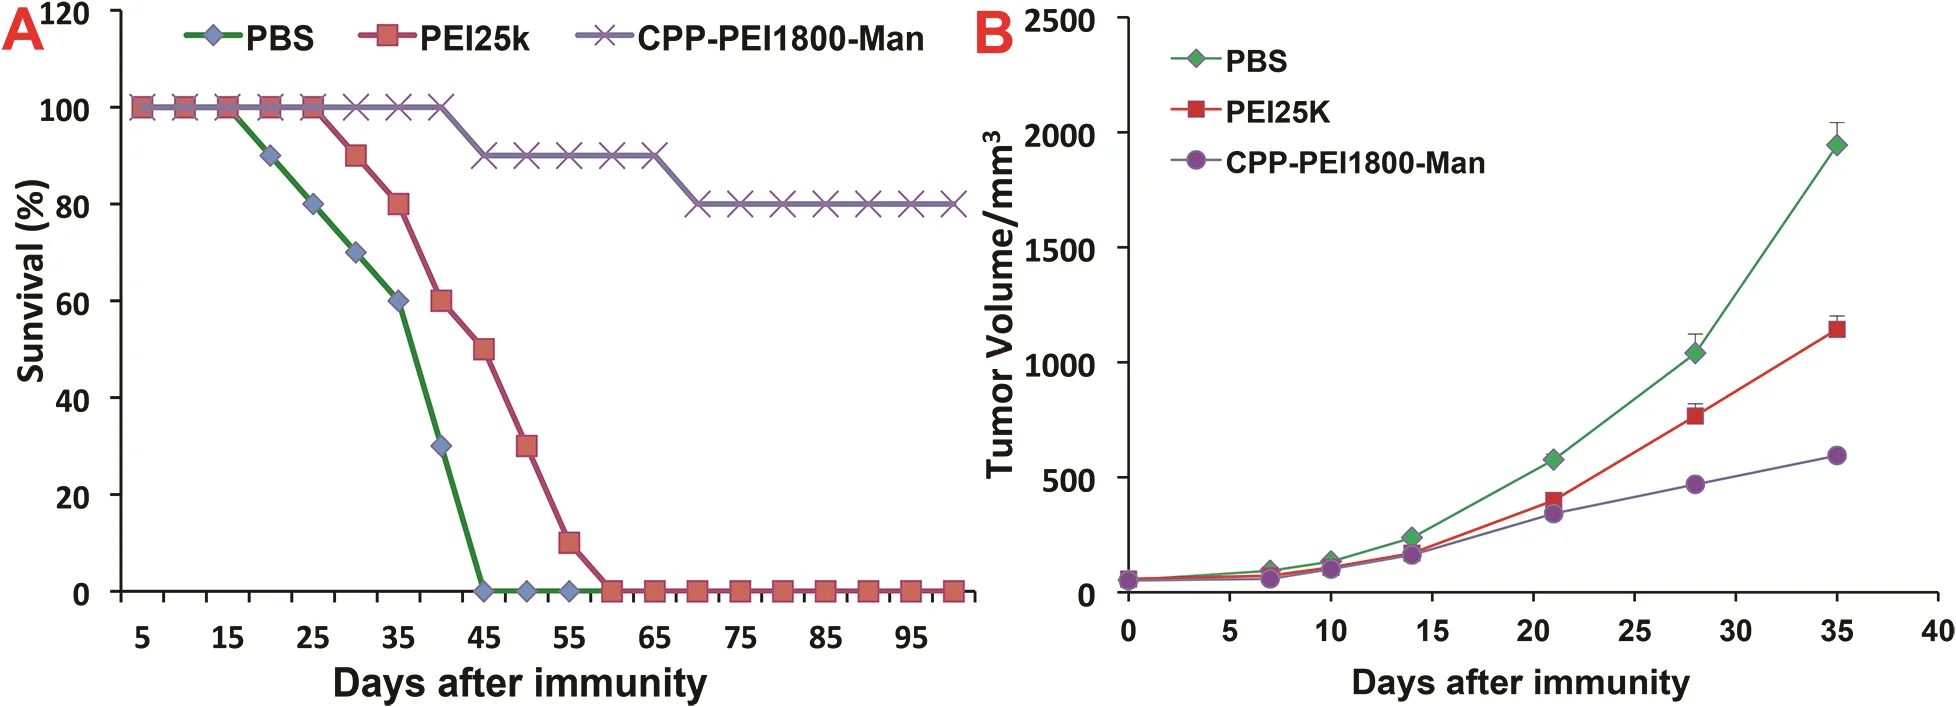 A
PBS PEI25k CPP-PEI1800-Man
120
100
80
60
40
20
0
Sunvival (%)
5 15 25 35 45 55 65 75 85 95
Days after immunity
B
PBS
PEI25K
CPP-PEI1800-Man
2500
2000
1500
1000
500
0
Tumor Volume/mm³
0 5 10 15 20 25 30 35 40
Days after immunity